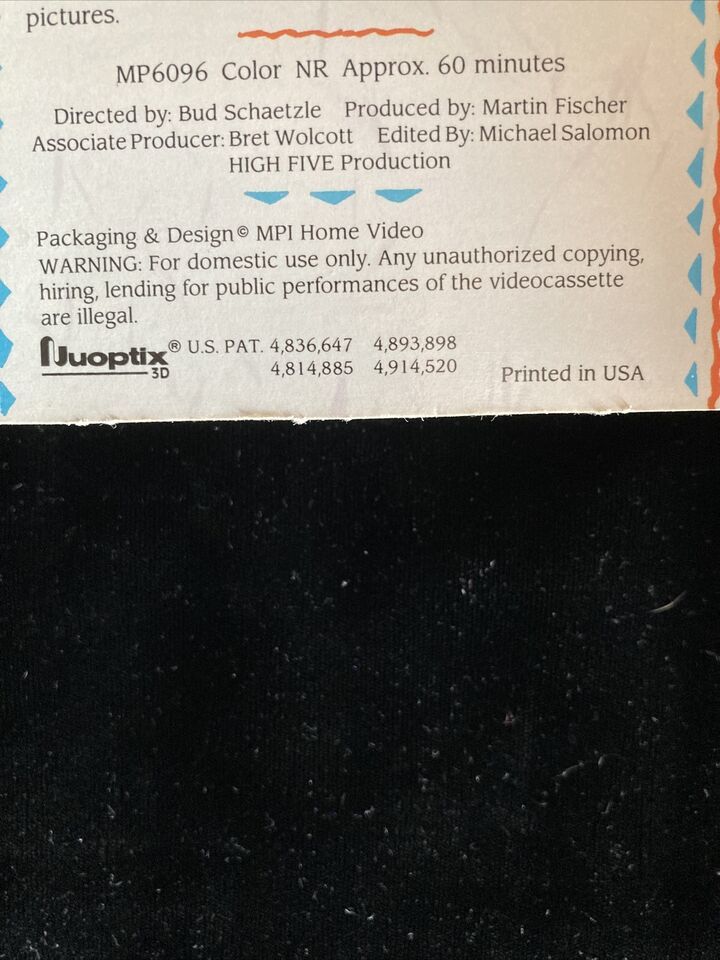 pictures.
MP6096 Color NR Approx. 60 minutes
Directed by: Bud Schaetzle Produced by: Martin Fischer
Associate Producer: Bret Wolcott Edited By: Michael Salomon
HIGH FIVE Production
Packaging & Design © MPI Home Video
WARNING: For domestic use only. Any unauthorized copying,
hiring, lending for public performances of the videocassette
are illegal.
Nuoptix® U.S. PAT. 4,836,647 4,893,898
3D 4,814,885 4,914,520 Printed in USA